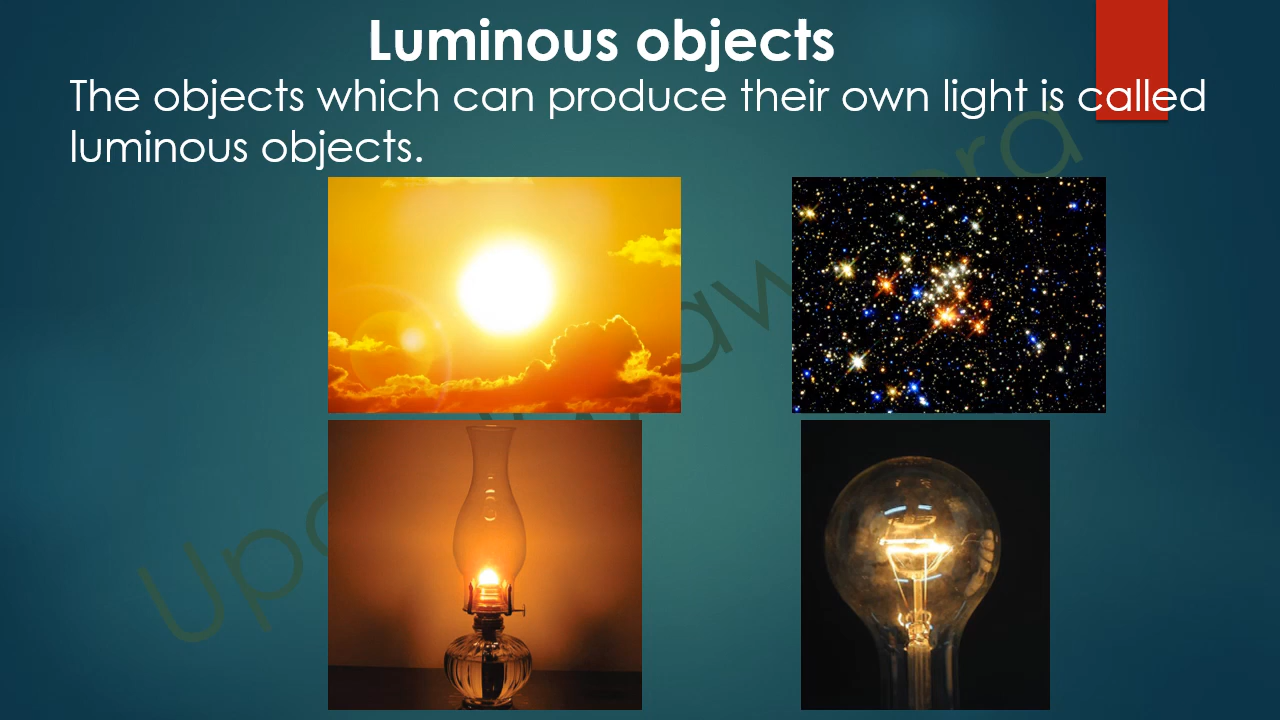 Luminous objects
The objects which can produce their own light is called
luminous objects.